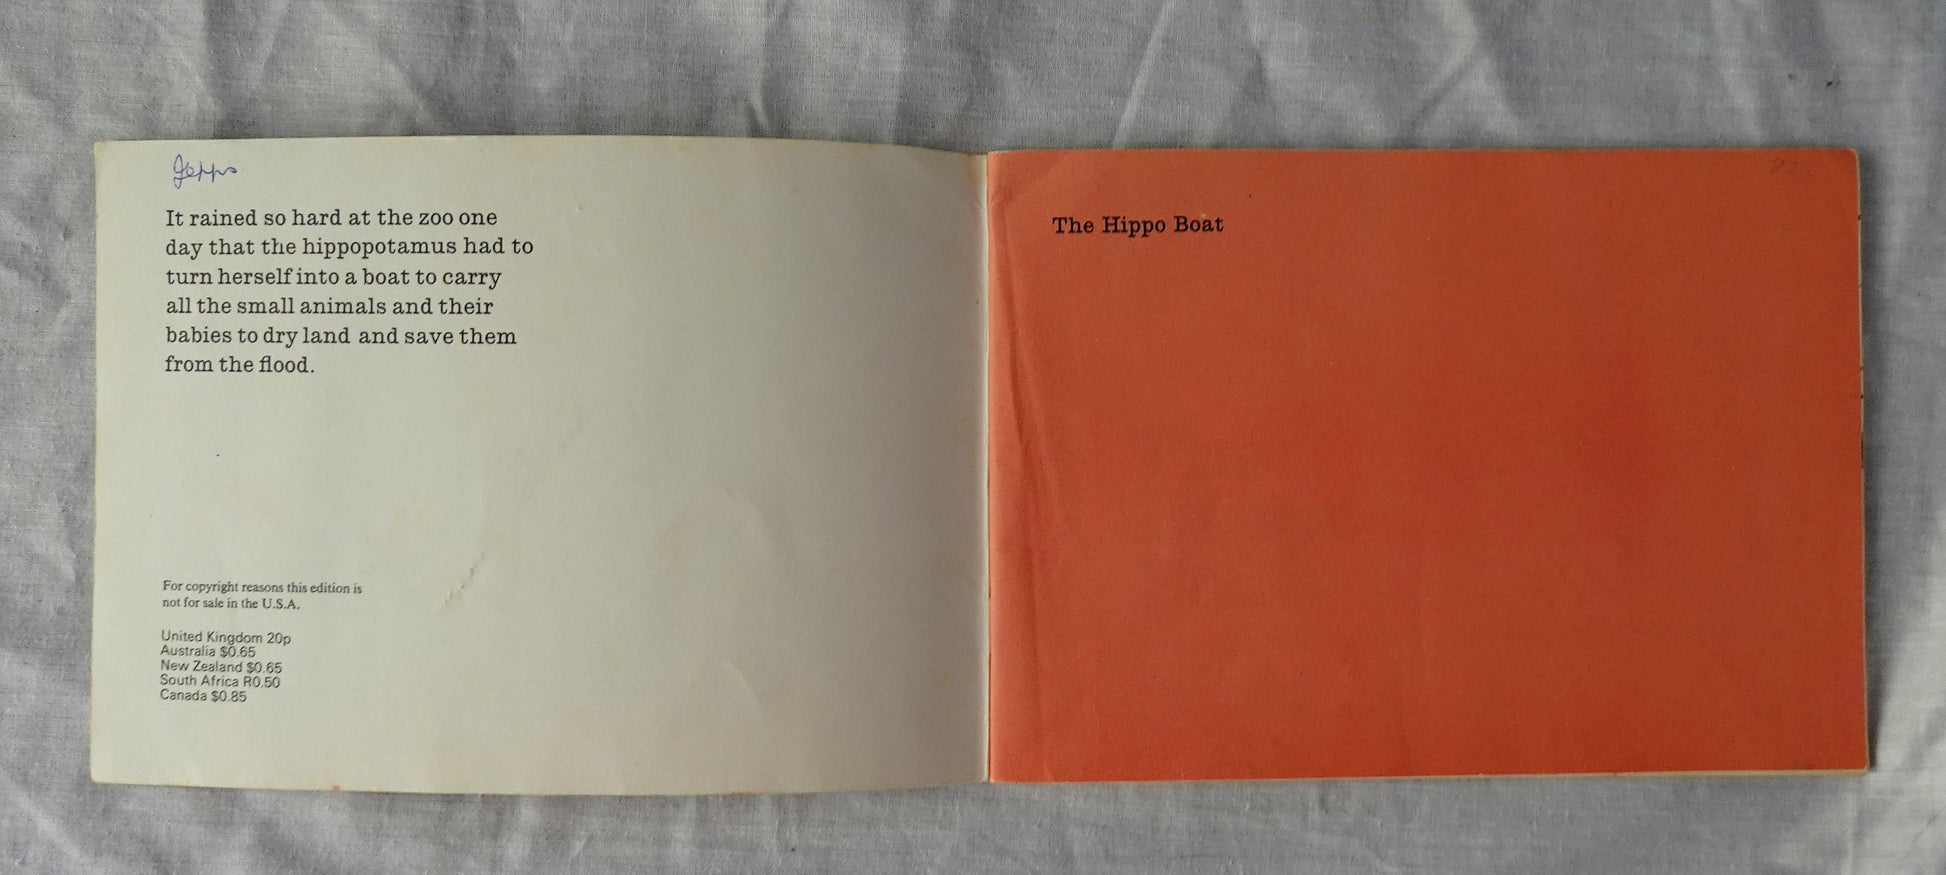 Jepps
It rained so hard at the zoo one
day that the hippopotamus had to
turn herself into a boat to carry
all the small animals and their
babies to dry land and save them
from the flood.
For copyright reasons this edition is
not for sale in the U.S.A.
United Kingdom 20p
Australia $0.65
New Zealand $0.65
South Africa R0.50
Canada $0.85
The Hippo Boat